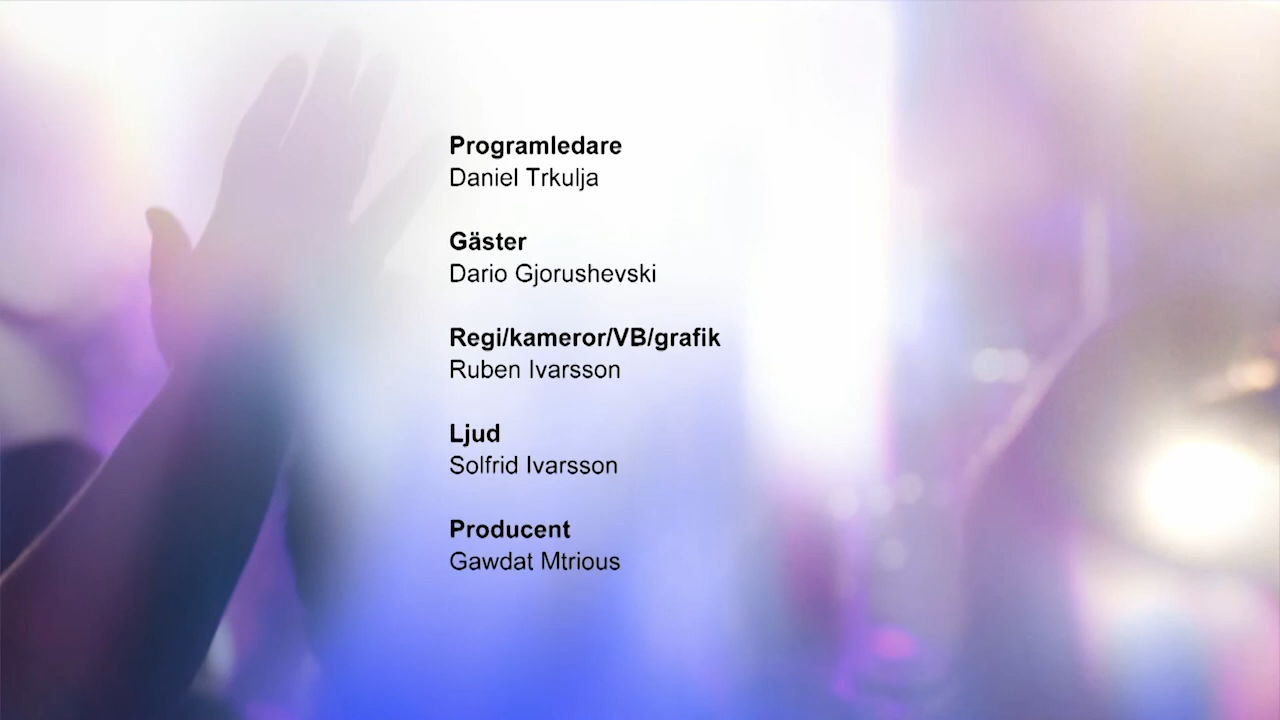 Programledare
Daniel Trkulja
Gäster
Dario Gjorushevski
Regi/kameror/VB/grafik
Ruben Ivarsson
Ljud
Solfrid Ivarsson
Producent
Gawdat Mtrious